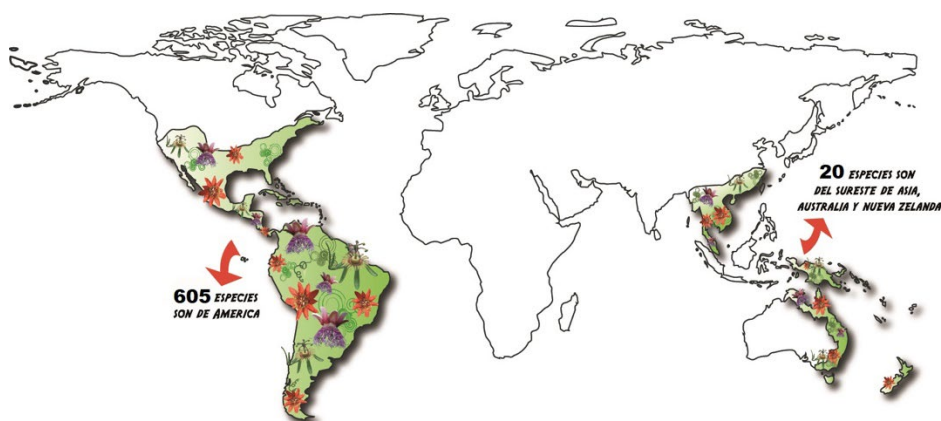 20 ESPECIES SON
DEL SURESTE DE ASIA,
AUSTRALIA Y NUEVA ZELANDA
605 ESPECIES
SON DE AMERICA